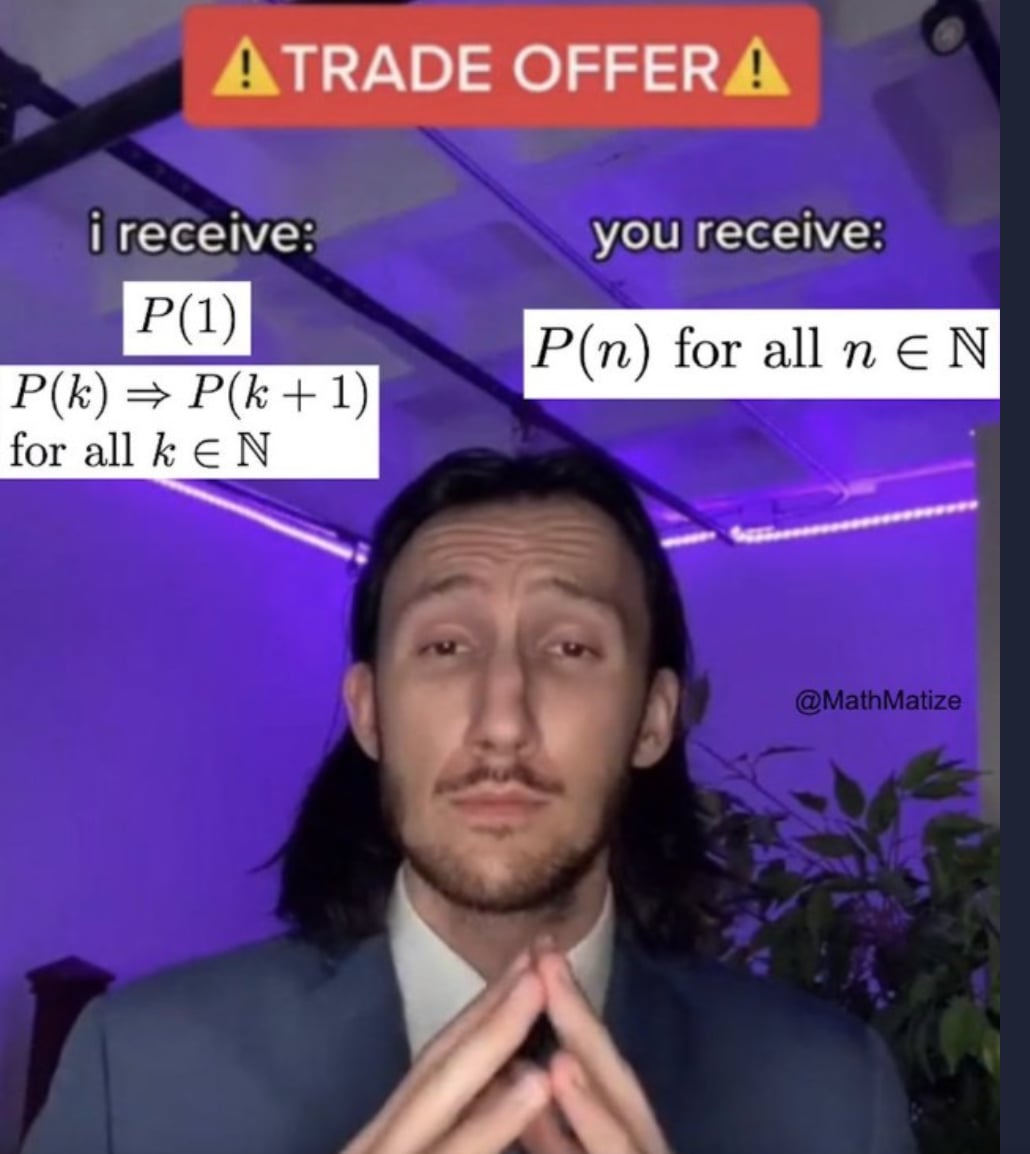 ⚠️TRADE OFFER⚠️
i receive:
P(1)
P(k) ⇒ P(k + 1)
for all k ∈ ℕ
you receive:
P(n) for all n ∈ ℕ
@MathMatize